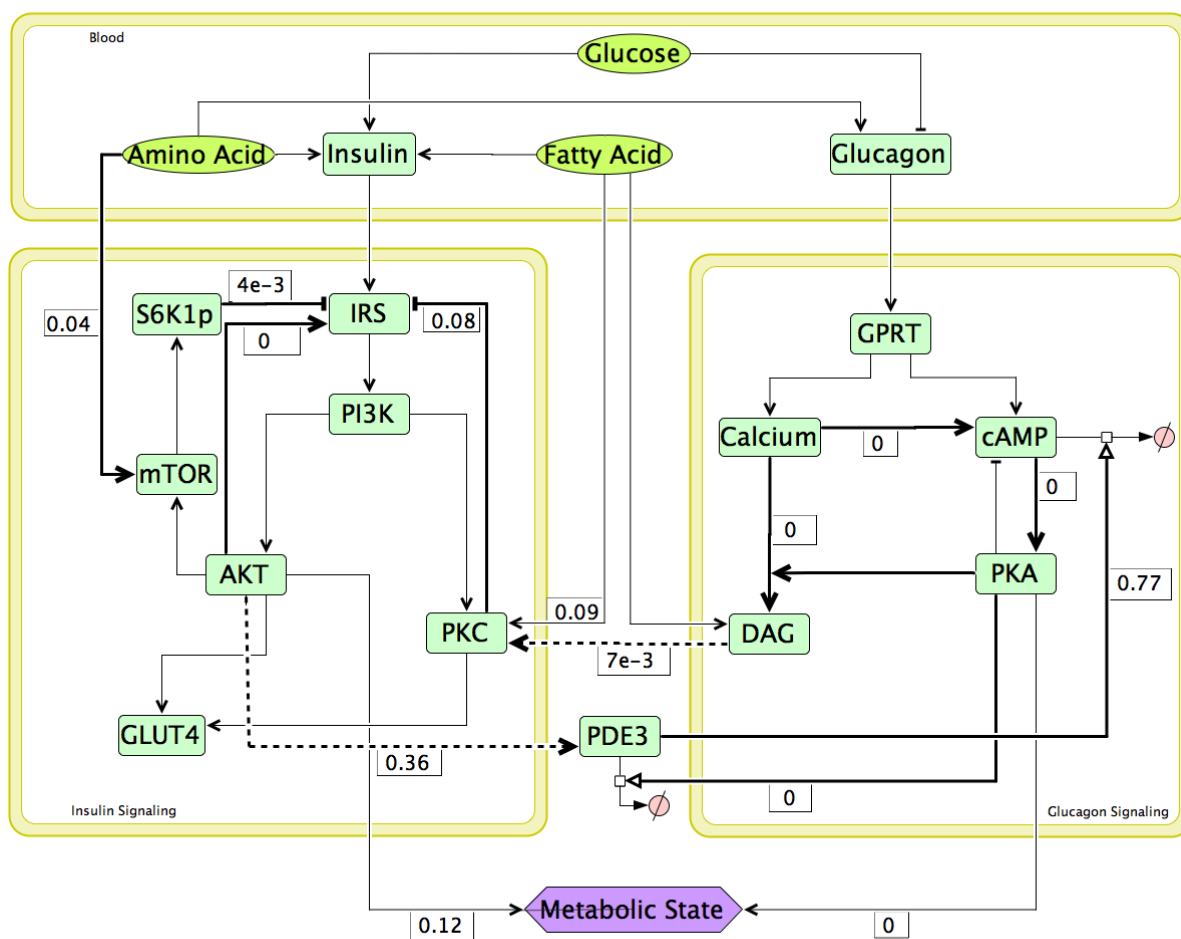 Blood
Glucose
Amino Acid
Insulin
Fatty Acid
Glucagon
4e-3
S6K1p
IRS
0.04
0.08
0
GPRT
PI3K
Calcium
cAMP
0
mTOR
0
0
AKT
PKA
0.77
0.09
PKC
DAG
7e-3
GLUT4
PDE3
0.36
0
Insulin Signaling
Glucagon Signaling
Metabolic State
0.12
0